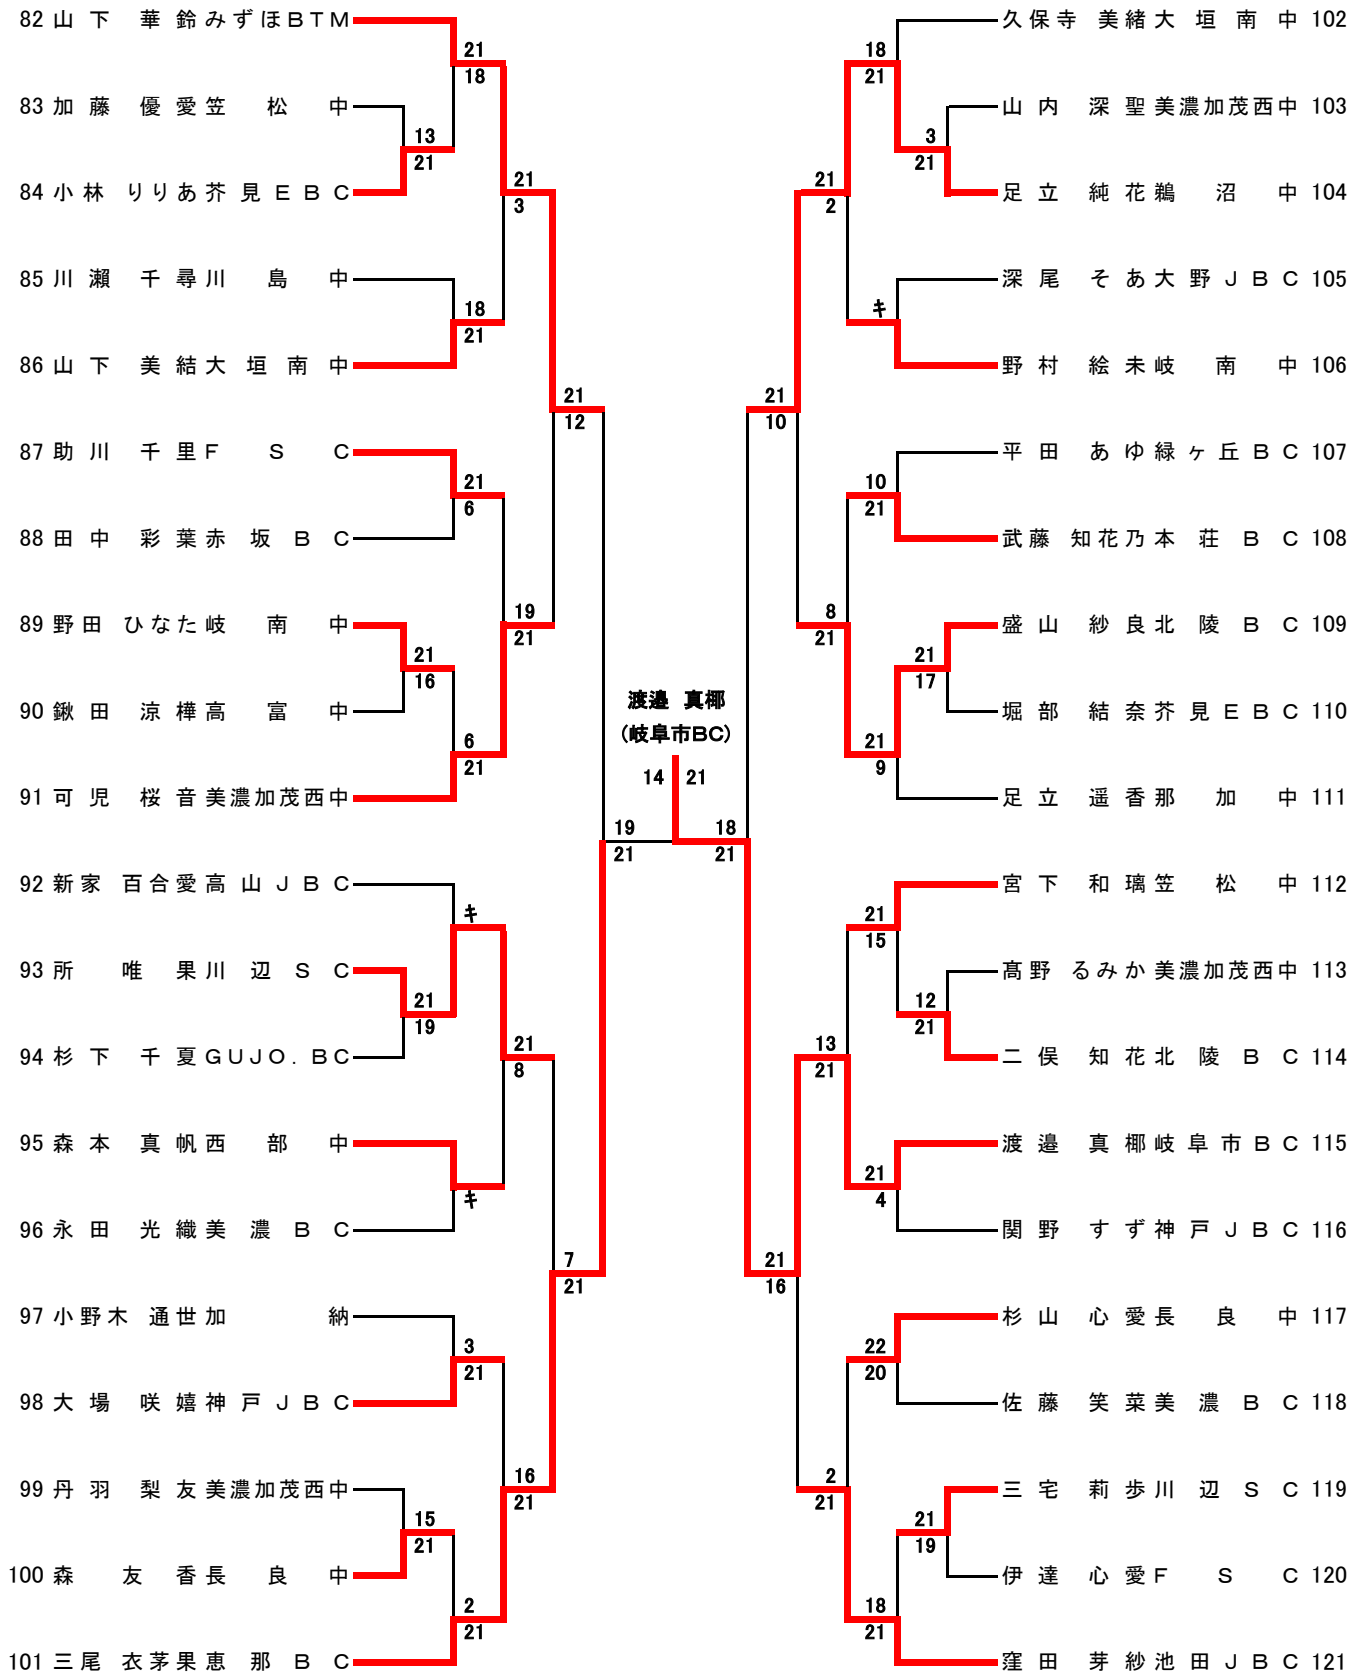 82 山下 華鈴 みずほBTM
21
18
83 加藤 優愛 笠松中
13
21
84 小林 りりあ 芥見EBC
21
3
85 川瀬 千尋 川島中
18
21
86 山下 美結 大垣南中
21
12
87 助川 千里 FSC
21
6
88 田中 彩葉 赤坂BC
19
21
89 野田 ひなた 岐南中
21
16
90 鍬田 涼樺 高富中
6
21
91 可児 桜音 美濃加茂西中
19
21
92 新家 百合愛 高山JBC
キ
93 所 唯果 川辺SC
21
19
94 杉下 千夏 GUJO.BC
21
8
95 森本 真帆 西部中
キ
96 永田 光織 美濃BC
7
21
97 小野木 通世 加納
3
21
98 大場 咲嬉 神戸JBC
16
21
99 丹羽 梨友 美濃加茂西中
15
21
100 森 友香 長良中
2
21
101 三尾 衣茅果 恵那BC
渡邉 真椰
(岐阜市BC)
14 21
久保寺 美緒 大垣南中 102
18
21
山内 深聖 美濃加茂西中 103
3
21
足立 純花 鵜沼中 104
21
2
深尾 そあ 大野JBC 105
キ
野村 絵未 岐南中 106
21
10
平田 あゆ 緑ヶ丘BC 107
10
21
武藤 知花乃 本荘BC 108
8
21
盛山 紗良 北陵BC 109
21
17
堀部 結奈 芥見EBC 110
21
9
足立 遥香 那加中 111
18
21
宮下 和璃 笠松中 112
21
15
髙野 るみか 美濃加茂西中 113
12
21
二俣 知花 北陵BC 114
13
21
渡邉 真椰 岐阜市BC 115
21
4
関野 すず 神戸JBC 116
21
16
杉山 心愛 長良中 117
22
20
佐藤 笑菜 美濃BC 118
2
21
三宅 莉歩 川辺SC 119
21
19
伊達 心愛 FSC 120
18
21
窪田 芽紗 池田JBC 121